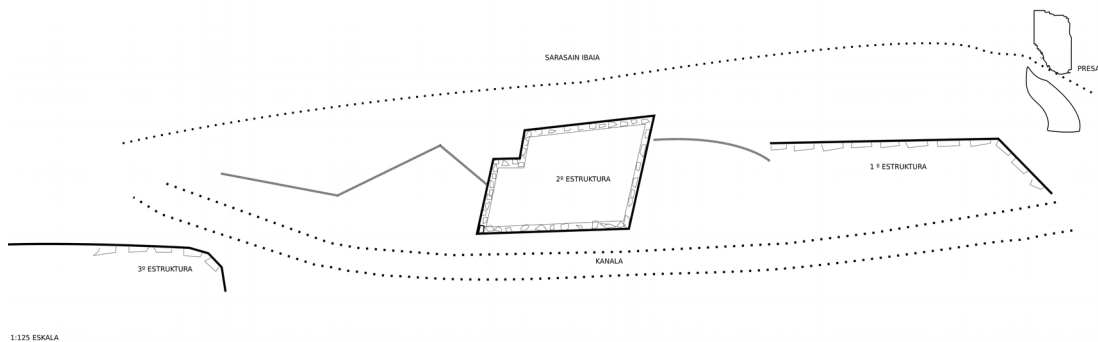 SARASAIN IBAIA
PRESA
1 º ESTRUKTURA
2º ESTRUKTURA
KANALA
3º ESTRUKTURA
1:125 ESKALA